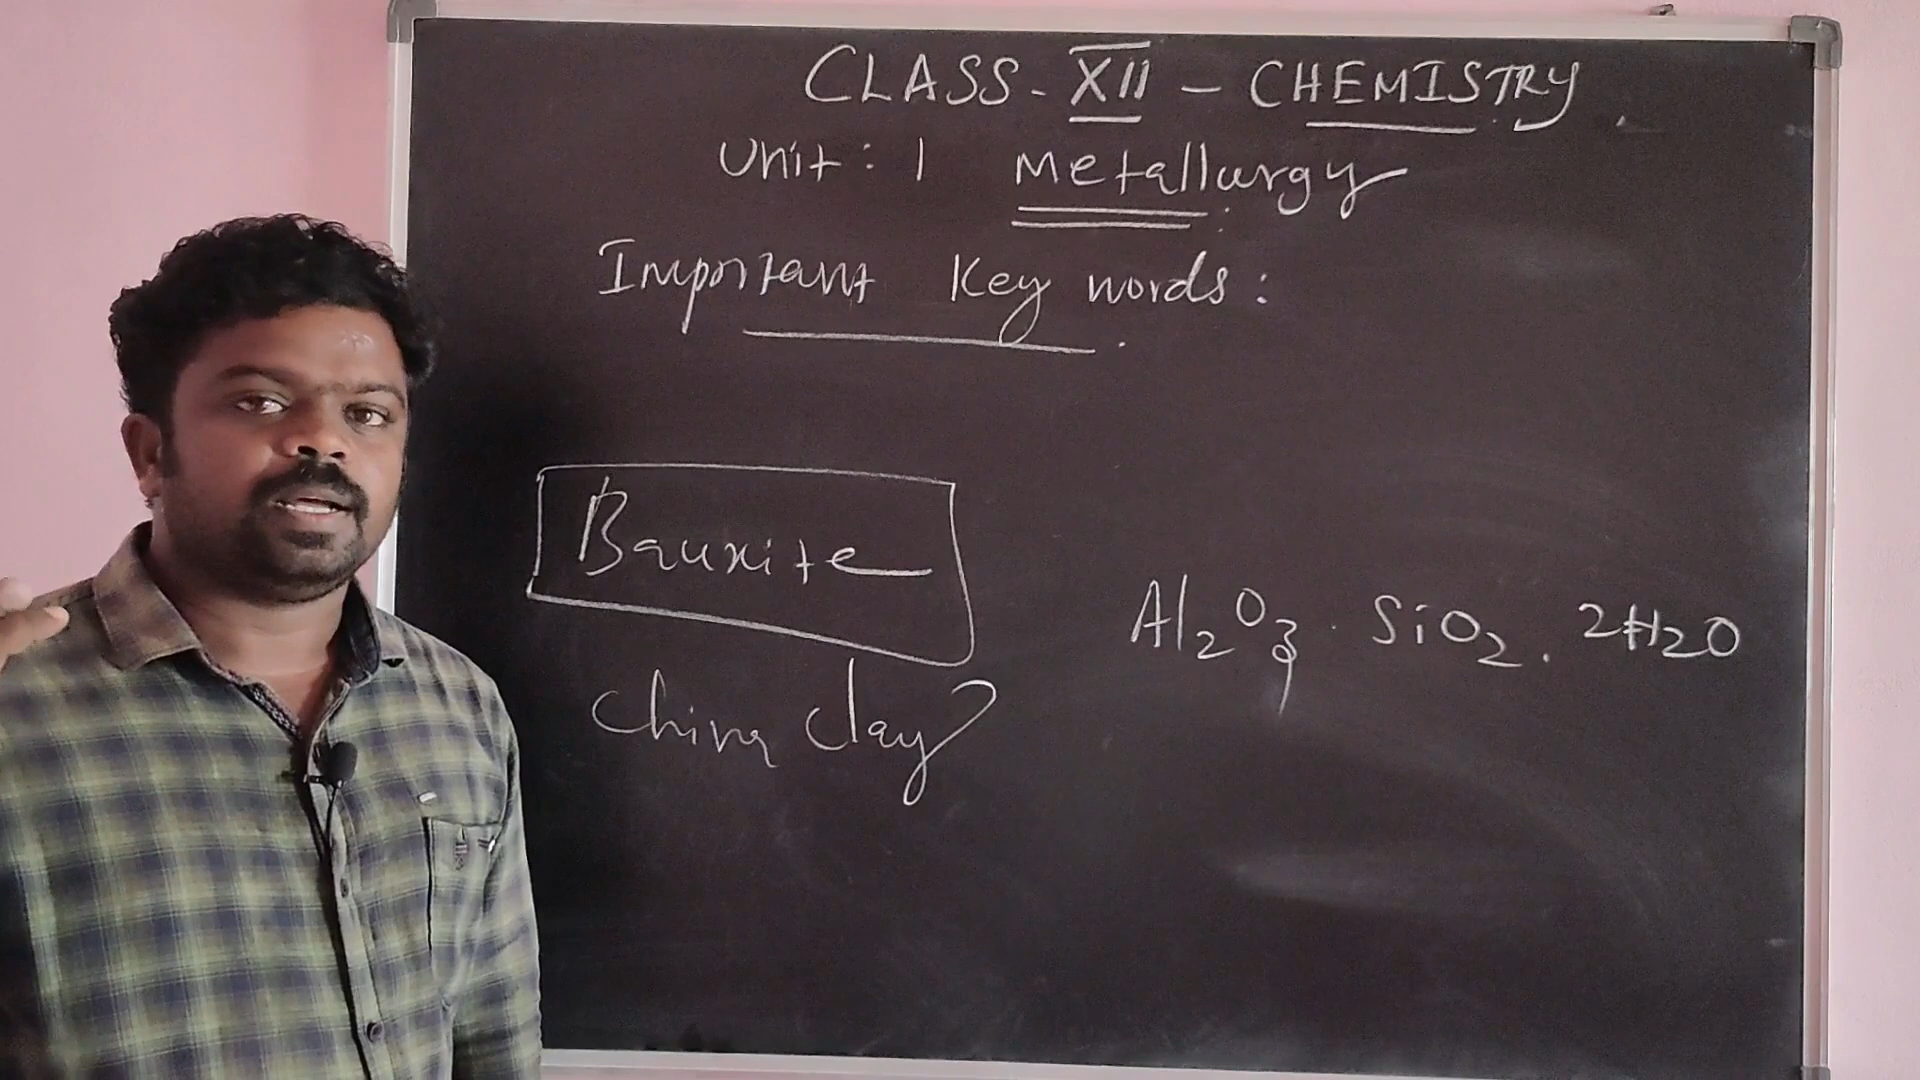 CLASS - XII - CHEMISTRY
Unit : 1 Metallurgy
Important Key words :
Bauxite
Al2O3 . SiO2 . 2H2O
China clay